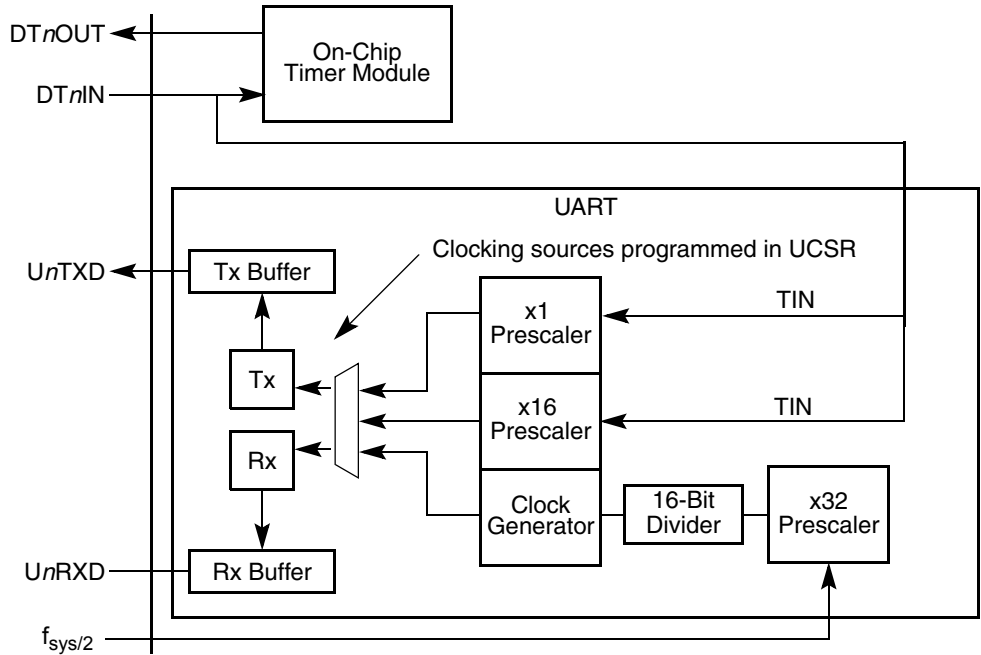 DTnOUT
On-Chip
Timer Module
DTnIN
UART
Clocking sources programmed in UCSR
UnTXD
Tx Buffer
x1
Prescaler
TIN
Tx
x16
Prescaler
TIN
Rx
Clock
Generator
16-Bit
Divider
x32
Prescaler
UnRXD
Rx Buffer
fsys/2